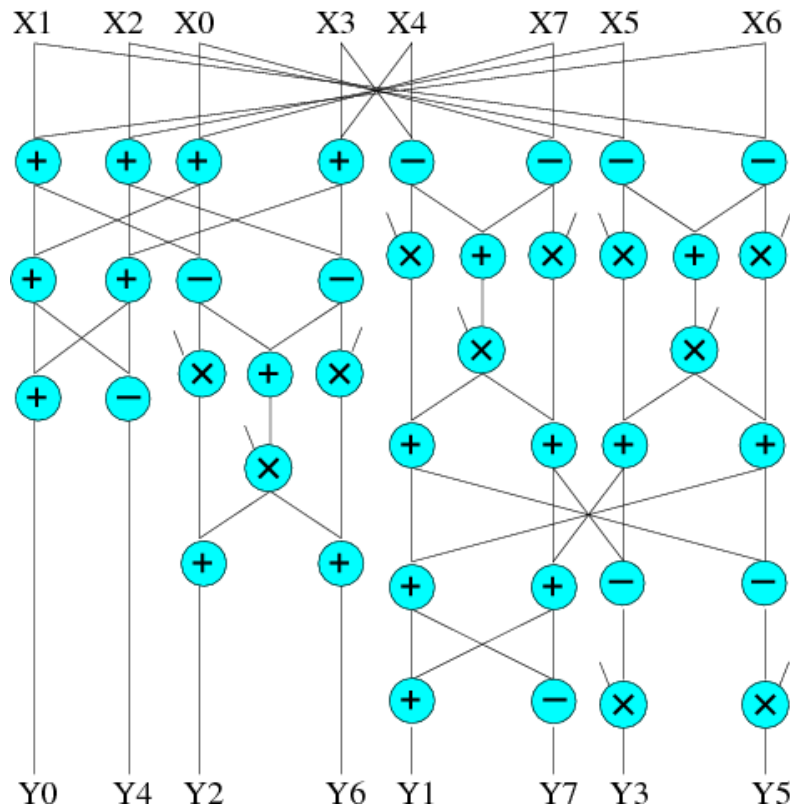 X1 X2 X0 X3 X4 X7 X5 X6
+ + + + − − − −
× + × × + ×
+ + − −
× ×
× + ×
+ −
+ + + +
×
+ +
+ + − −
+ − × ×
Y0 Y4 Y2 Y6 Y1 Y7 Y3 Y5